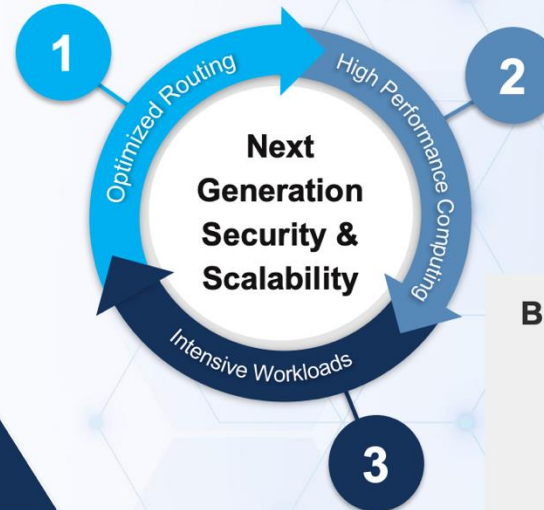 1
Optimized Routing
High Performance Computing
2
Next
Generation
Security &
Scalability
Intensive Workloads
3
B